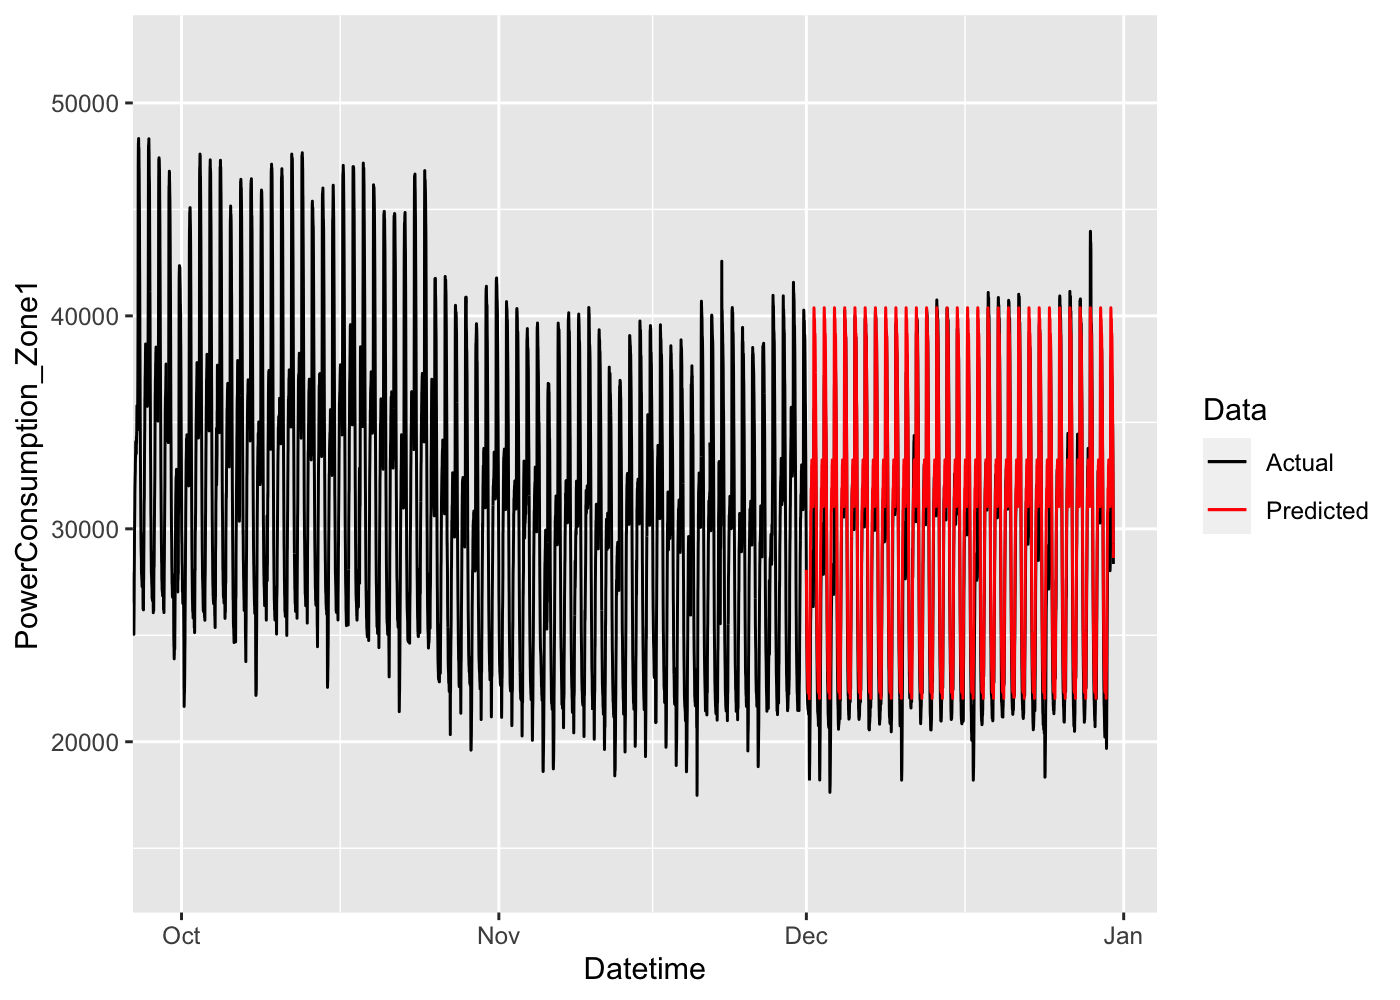 50000
40000
30000
20000
PowerConsumption_Zone1
Oct
Nov
Dec
Jan
Datetime
Data
Actual
Predicted